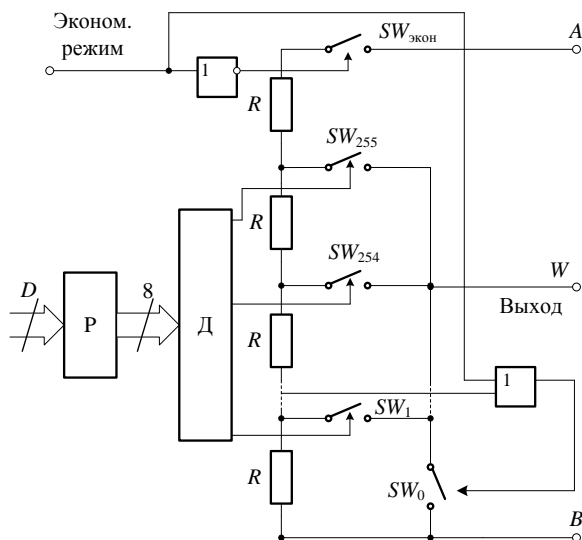 Эконом.
режим
1
SWэкон
A
R
SW255
R
SW254
W
Выход
D
8
Р
Д
R
1
SW1
R
SW0
B